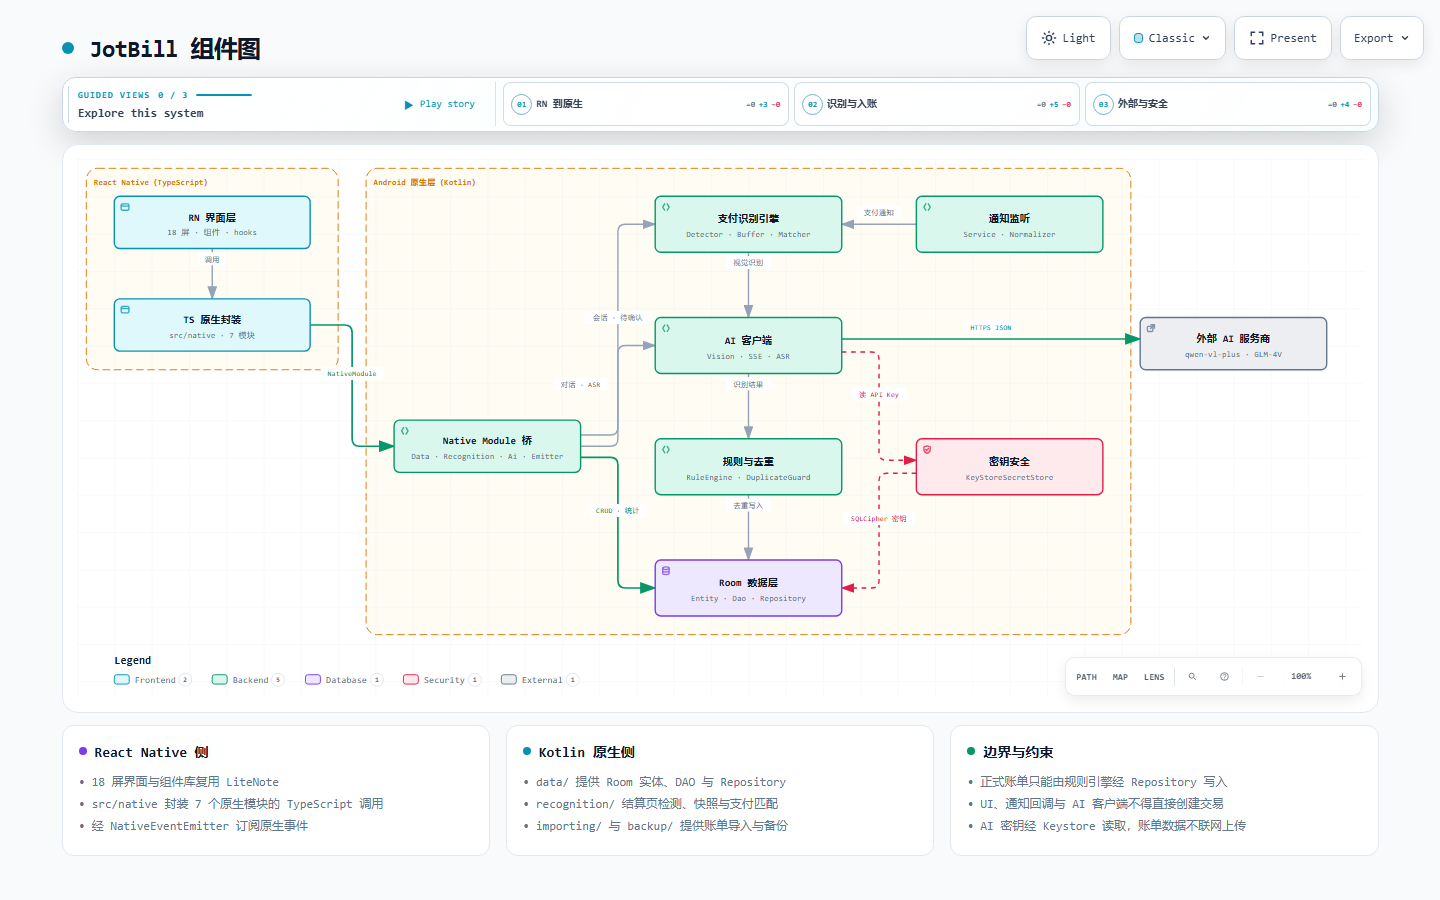 JotBill 组件图
Light
Classic
Present
Export
GUIDED VIEWS 0 / 3
Explore this system
Play story
01 RN 到原生 ~0 +3 -0
02 识别与入账 ~0 +5 -0
03 外部与安全 ~0 +4 -0
React Native (TypeScript)
RN 界面层
18 屏 · 组件 · hooks
调用
TS 原生封装
src/native · 7 模块
NativeModule
Android 原生层 (Kotlin)
支付识别引擎
Detector · Buffer · Matcher
支付通知
通知监听
Service · Normalizer
视觉识别
会话 · 待确认
AI 客户端
Vision · SSE · ASR
HTTPS JSON
外部 AI 服务商
qwen-vl-plus · GLM-4V
对话 · ASR
识别结果
读 API Key
Native Module 桥
Data · Recognition · Ai · Emitter
规则与去重
RuleEngine · DuplicateGuard
密钥安全
KeyStoreSecretStore
CRUD · 统计
去重写入
SQLCipher 密钥
Room 数据层
Entity · Dao · Repository
Legend
Frontend 2
Backend 5
Database 1
Security 1
External 1
PATH MAP LENS
100%
React Native 侧
• 18 屏界面与组件库复用 LiteNote
• src/native 封装 7 个原生模块的 TypeScript 调用
• 经 NativeEventEmitter 订阅原生事件
Kotlin 原生侧
• data/ 提供 Room 实体、DAO 与 Repository
• recognition/ 结算页检测、快照与支付匹配
• importing/ 与 backup/ 提供账单导入与备份
边界与约束
• 正式账单只能由规则引擎经 Repository 写入
• UI、通知回调与 AI 客户端不得直接创建交易
• AI 密钥经 Keystore 读取，账单数据不联网上传